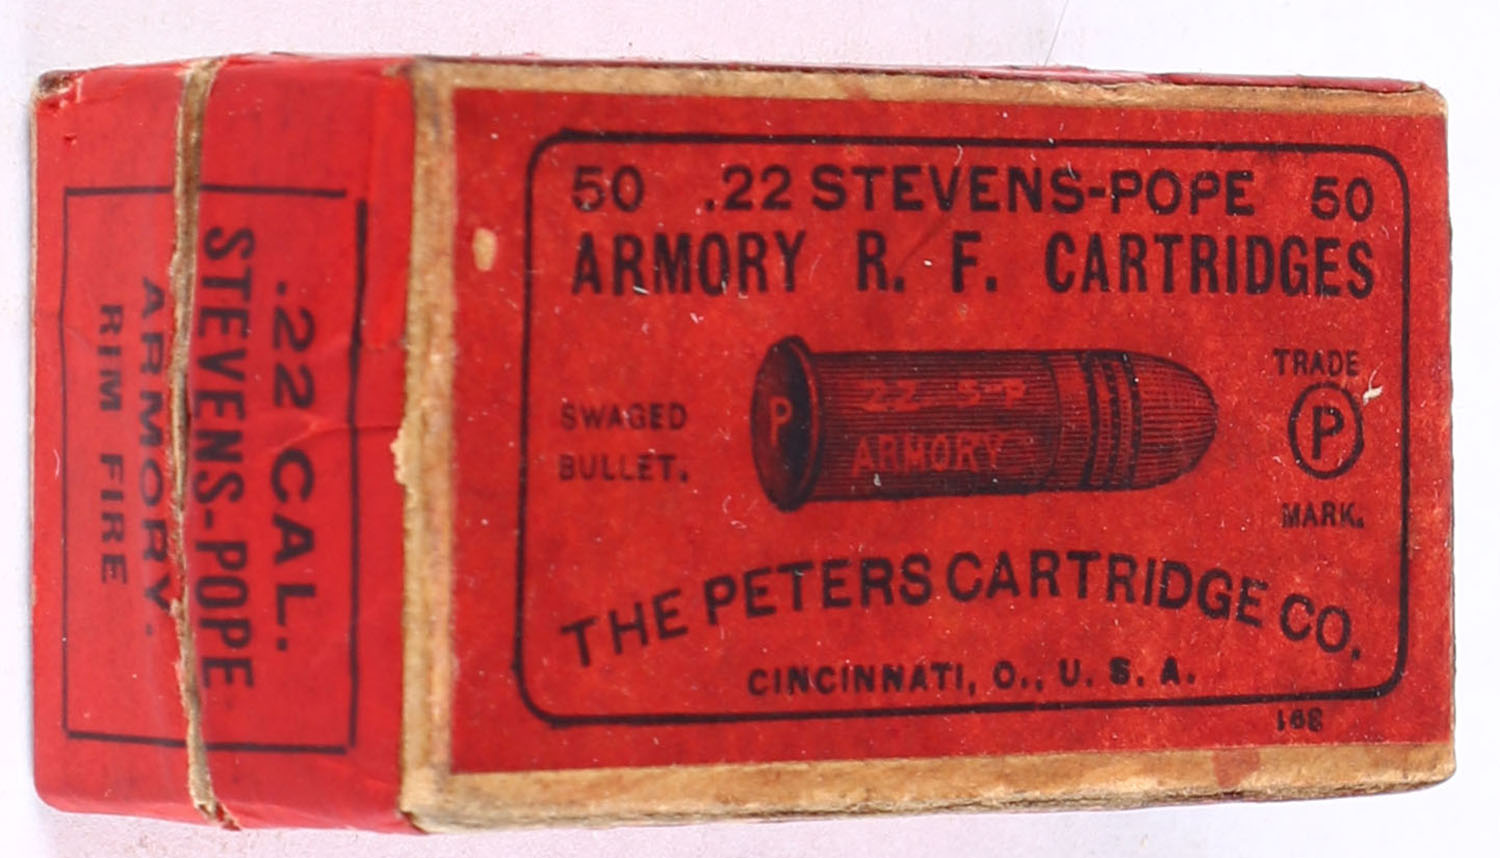 50 .22 STEVENS-POPE 50
ARMORY R. F. CARTRIDGES
SWAGED
BULLET.
P
22 S-P
ARMORY
TRADE
P
MARK.
THE PETERS CARTRIDGE CO.
CINCINNATI, O., U. S. A.
.22 CAL.
STEVENS-POPE
ARMORY.
RIM FIRE